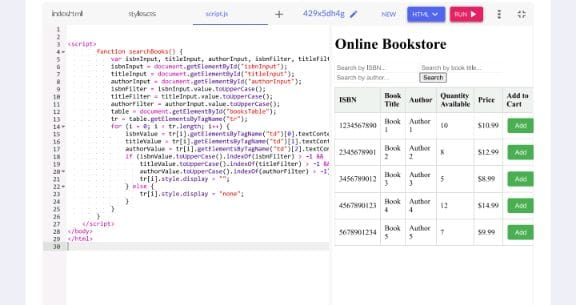 index.html
styles.css
script.js
+
429x5dh4g
NEW
HTML
RUN
1
2
3 <script>
4 function searchBooks() {
5 var isbnInput, titleInput, authorInput, isbnFilter, titleFilt
6 isbnInput = document.getElementById("isbnInput");
7 titleInput = document.getElementById("titleInput");
8 authorInput = document.getElementById("authorInput");
9 isbnFilter = isbnInput.value.toUpperCase();
10 titleFilter = titleInput.value.toUpperCase();
11 authorFilter = authorInput.value.toUpperCase();
12 table = document.getElementById("booksTable");
13 tr = table.getElementsByTagName("tr");
14 for (i = 0; i < tr.length; i++) {
15 isbnValue = tr[i].getElementsByTagName("td")[0].textConte
16 titleValue = tr[i].getElementsByTagName("td")[1].textCont
17 authorValue = tr[i].getElementsByTagName("td")[2].textCon
18 if (isbnValue.toUpperCase().indexOf(isbnFilter) > -1 &&
19 titleValue.toUpperCase().indexOf(titleFilter) > -1 &&
20 authorValue.toUpperCase().indexOf(authorFilter) > -1)
21 tr[i].style.display = "";
22 } else {
23 tr[i].style.display = "none";
24 }
25 }
26 }
27 </script>
28 </body>
29 </html>
30
Online Bookstore
Search by ISBN... Search by book title...
Search by author... Search
ISBN Book Title Author Quantity Available Price Add to Cart
1234567890 Book 1 Author 1 10 $10.99 Add
2345678901 Book 2 Author 2 8 $12.99 Add
3456789012 Book 3 Author 3 5 $8.99 Add
4567890123 Book 4 Author 4 12 $14.99 Add
5678901234 Book 5 Author 5 7 $9.99 Add